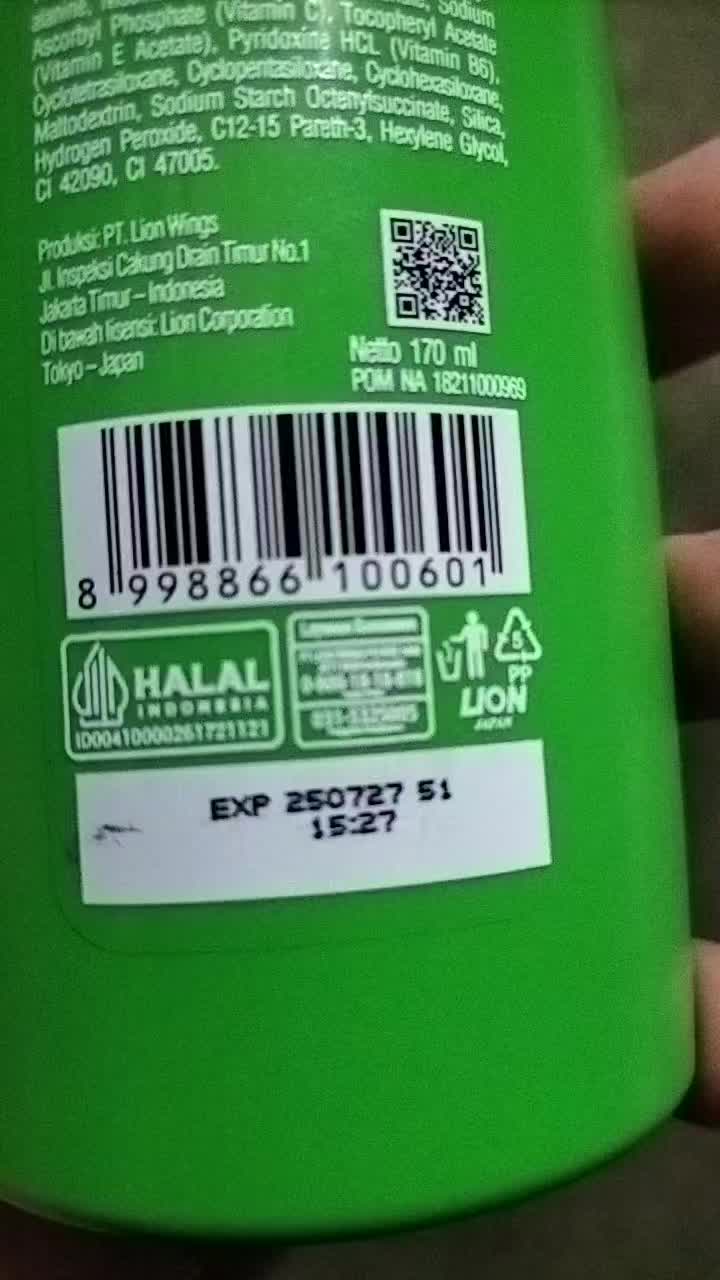 Sodium
Ascorbyl Phosphate (Vitamin C), Tocopheryl Acetate
(Vitamin E Acetate), Pyridoxine HCL (Vitamin B6),
Cyclotetrasiloxane, Cyclopentasiloxane, Cyclohexasiloxane,
Maltodextrin, Sodium Starch Octenylsuccinate, Silica,
Hydrogen Peroxide, C12-15 Pareth-3, Hexylene Glycol,
CI 42090, CI 47005.
Produksi: PT. Lion Wings
Jl. Inspeksi Cakung Drain Timur No.1
Jakarta Timur - Indonesia
Di bawah lisensi: Lion Corporation
Tokyo - Japan
Netto 170 ml
POM NA 18211000969
8 998866 100601
HALAL
INDONESIA
ID00410000261721121
Layanan Konsumen
5
PP
LION
JAPAN
EXP 250727 51
15:27